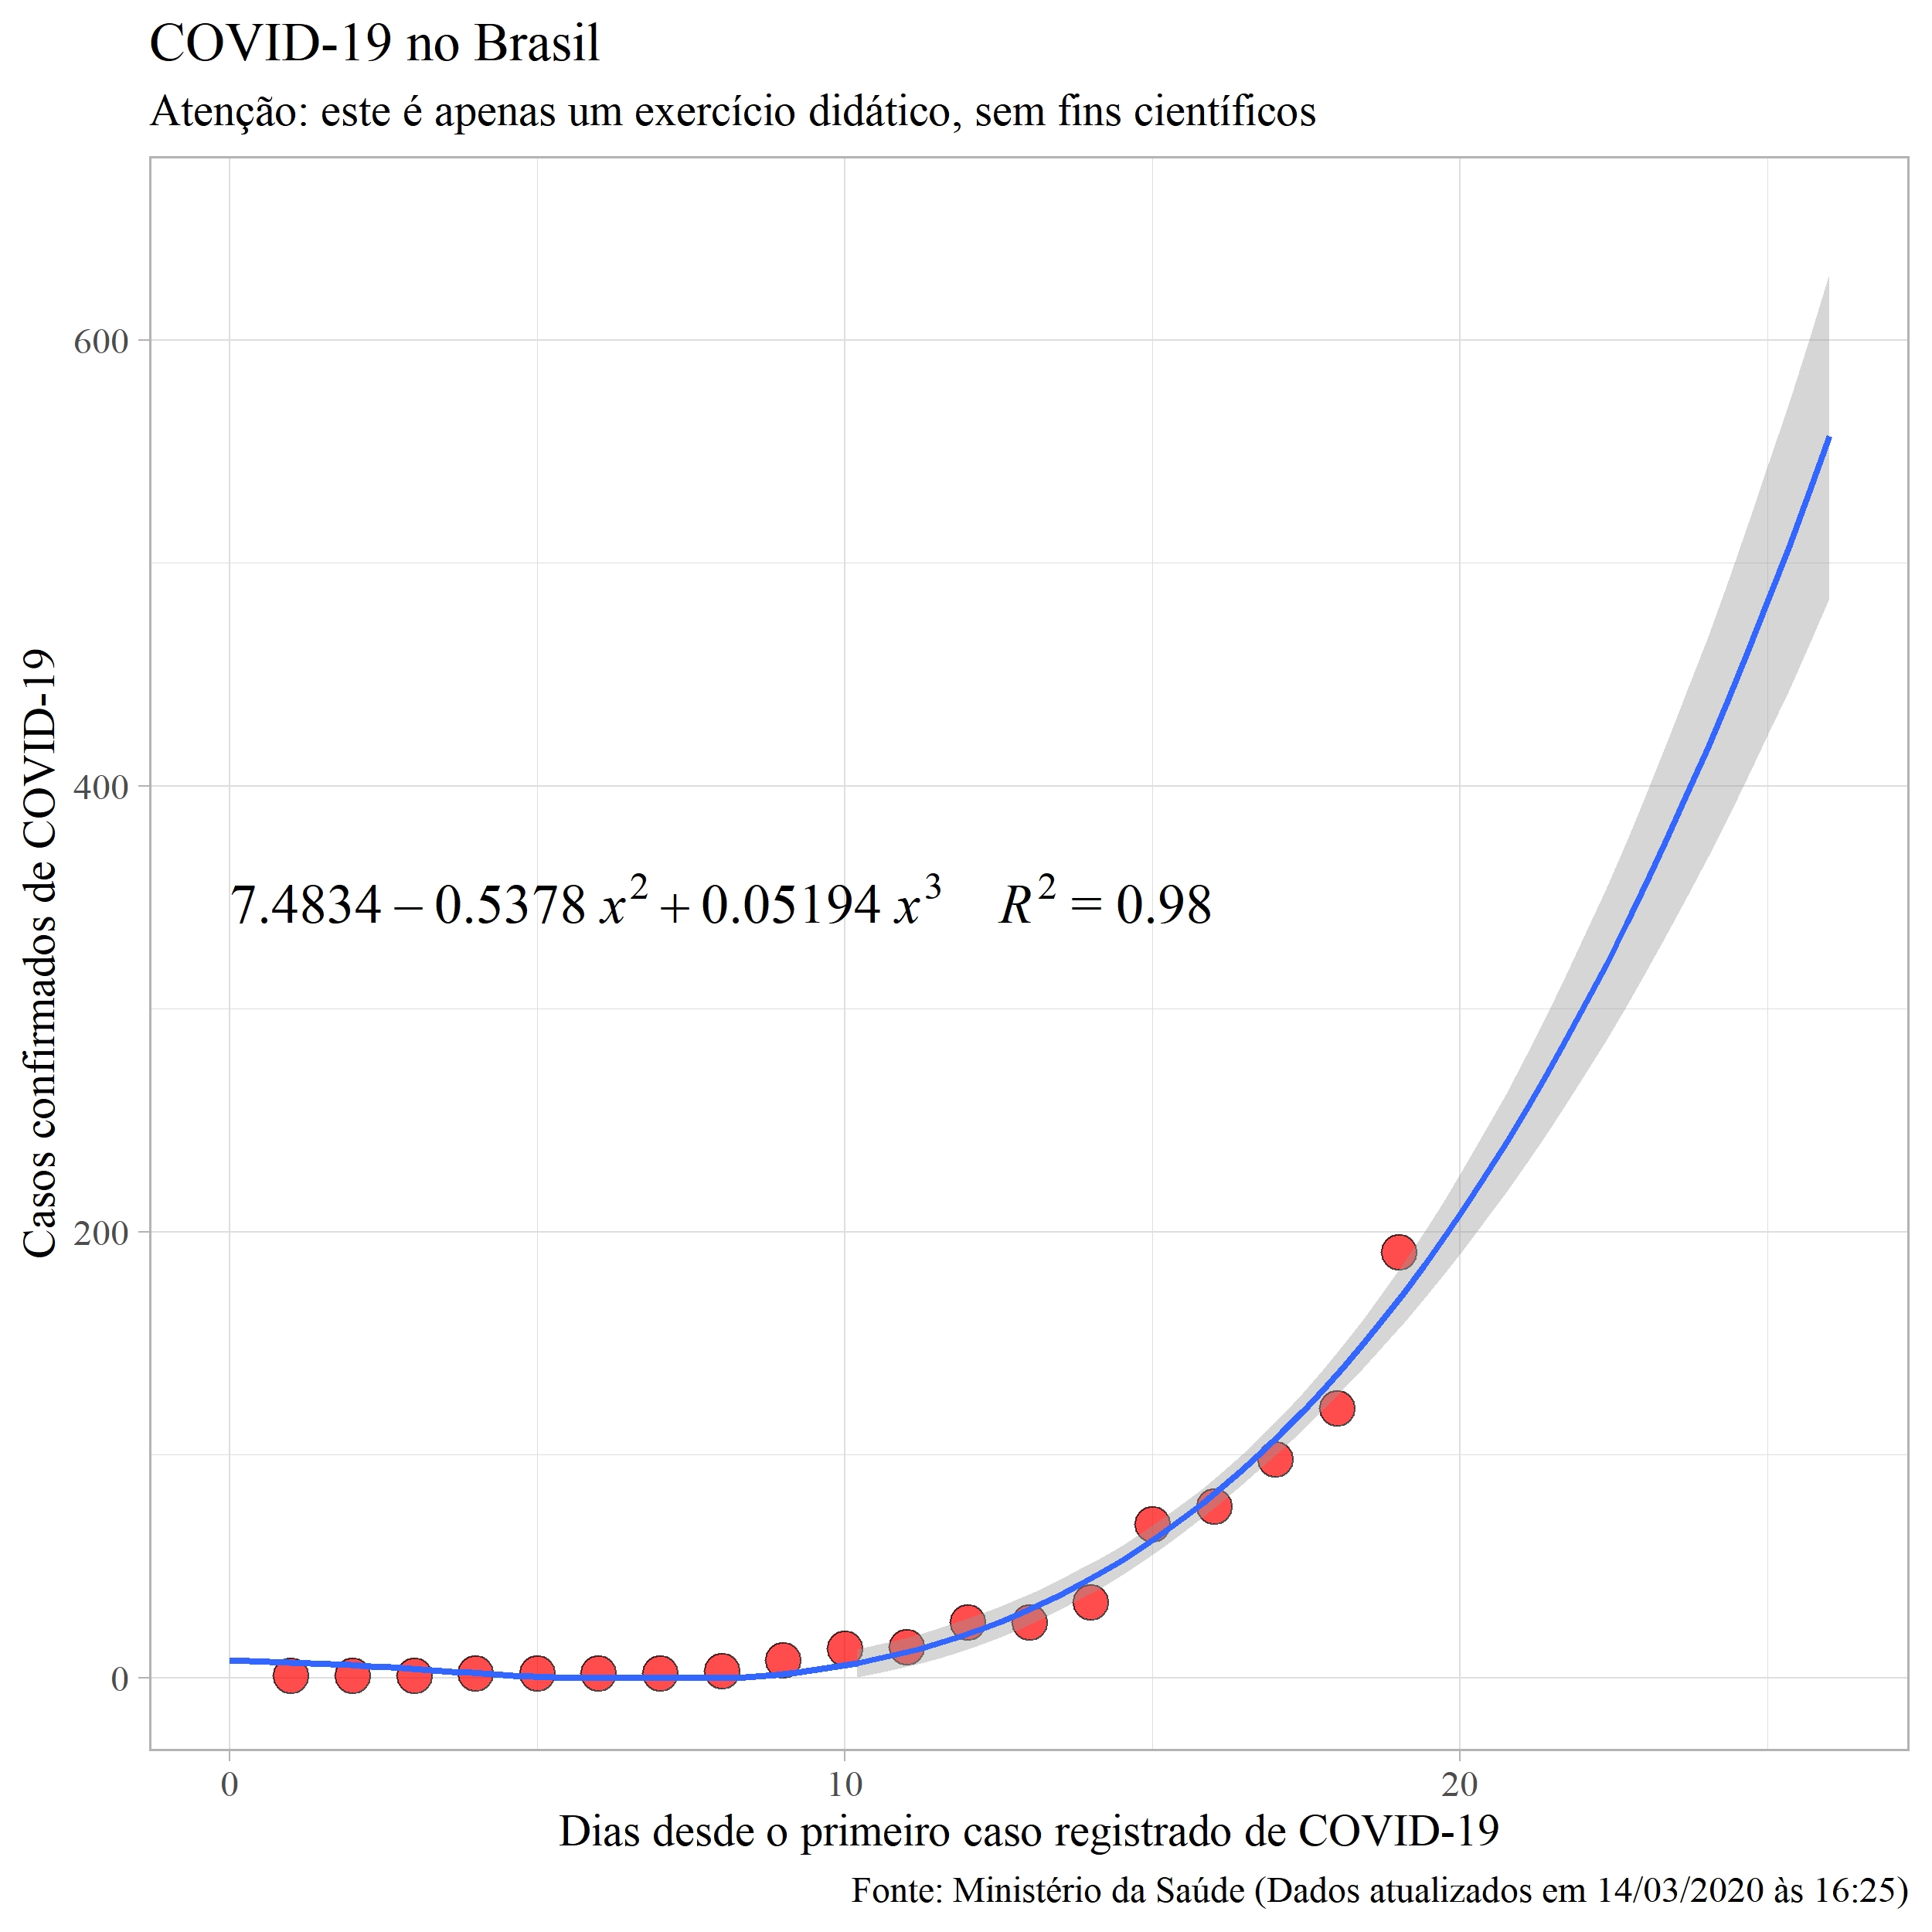 COVID-19 no Brasil
Atenção: este é apenas um exercício didático, sem fins científicos
Casos confirmados de COVID-19
600
400
200
0
7.4834 − 0.5378 x² + 0.05194 x³ R² = 0.98
0 10 20
Dias desde o primeiro caso registrado de COVID-19
Fonte: Ministério da Saúde (Dados atualizados em 14/03/2020 às 16:25)